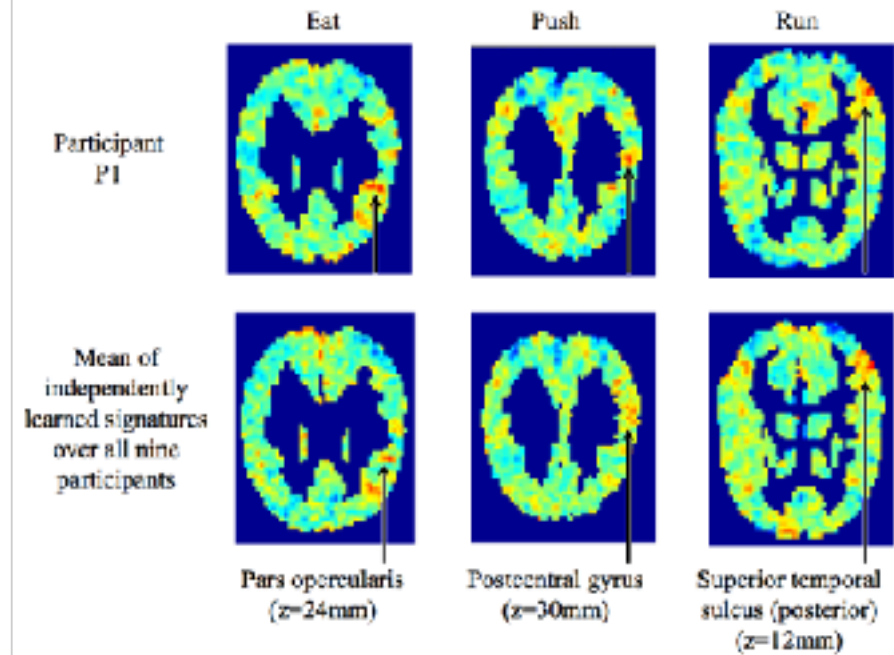 Eat
Push
Run
Participant
P1
Mean of
independently
learned signatures
over all nine
participants
Pars opercularis
(z=24mm)
Postcentral gyrus
(z=30mm)
Superior temporal
sulcus (posterior)
(z=12mm)